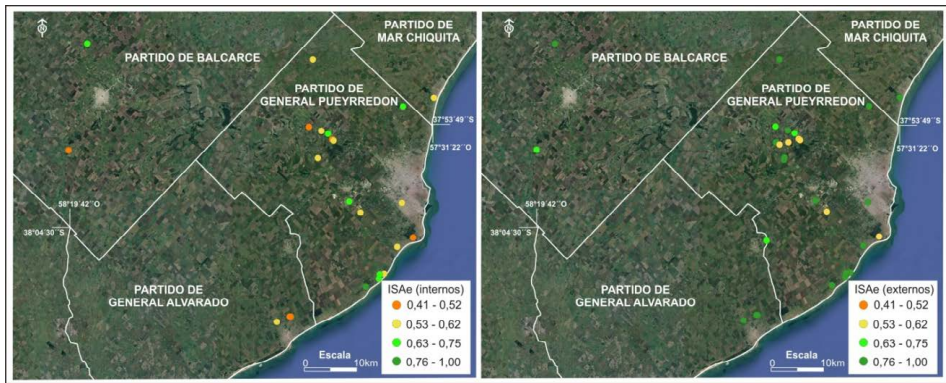 PARTIDO DE
MAR CHIQUITA
PARTIDO DE BALCARCE
PARTIDO DE
GENERAL PUEYRREDON
37°53´49´´S
57°31´22´´O
58°19´42´´O
38°04´30´´S
PARTIDO DE
GENERAL ALVARADO
ISAe (internos)
0,41 - 0,52
0,53 - 0,62
0,63 - 0,75
0,76 - 1,00
Escala
0 10km
PARTIDO DE
MAR CHIQUITA
PARTIDO DE BALCARCE
PARTIDO DE
GENERAL PUEYRREDON
37°53´49´´S
57°31´22´´O
58°19´42´´O
38°04´30´´S
PARTIDO DE
GENERAL ALVARADO
ISAe (externos)
0,41 - 0,52
0,53 - 0,62
0,63 - 0,75
0,76 - 1,00
Escala
0 10km